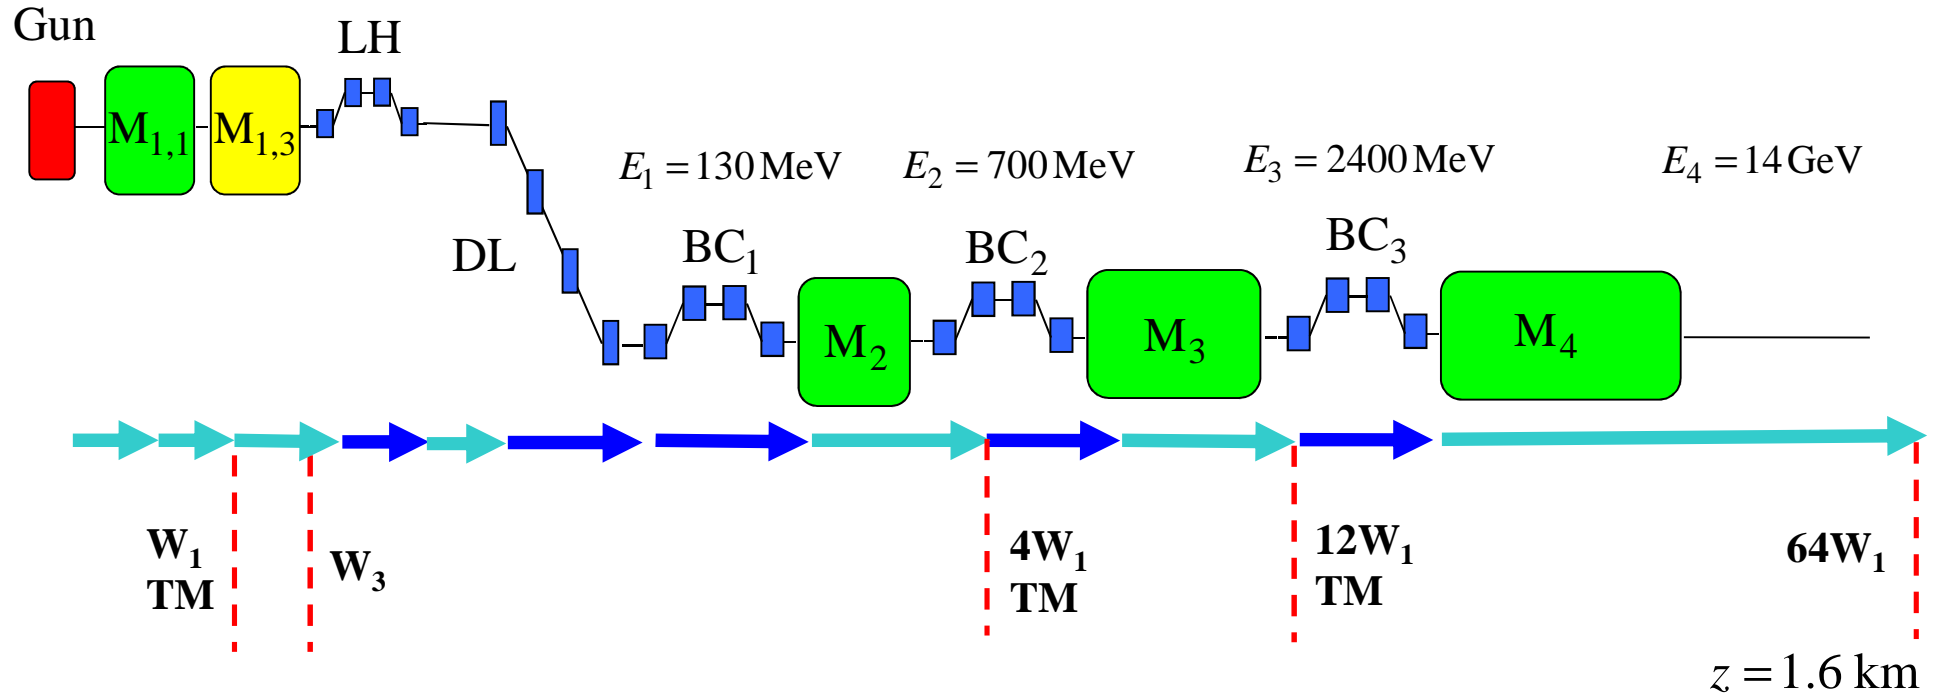 Gun
LH
M1,1
M1,3
E1 = 130 MeV
E2 = 700 MeV
E3 = 2400 MeV
E4 = 14 GeV
DL
BC1
BC2
BC3
M2
M3
M4
W1
TM
W3
4W1
TM
12W1
TM
64W1
z = 1.6 km